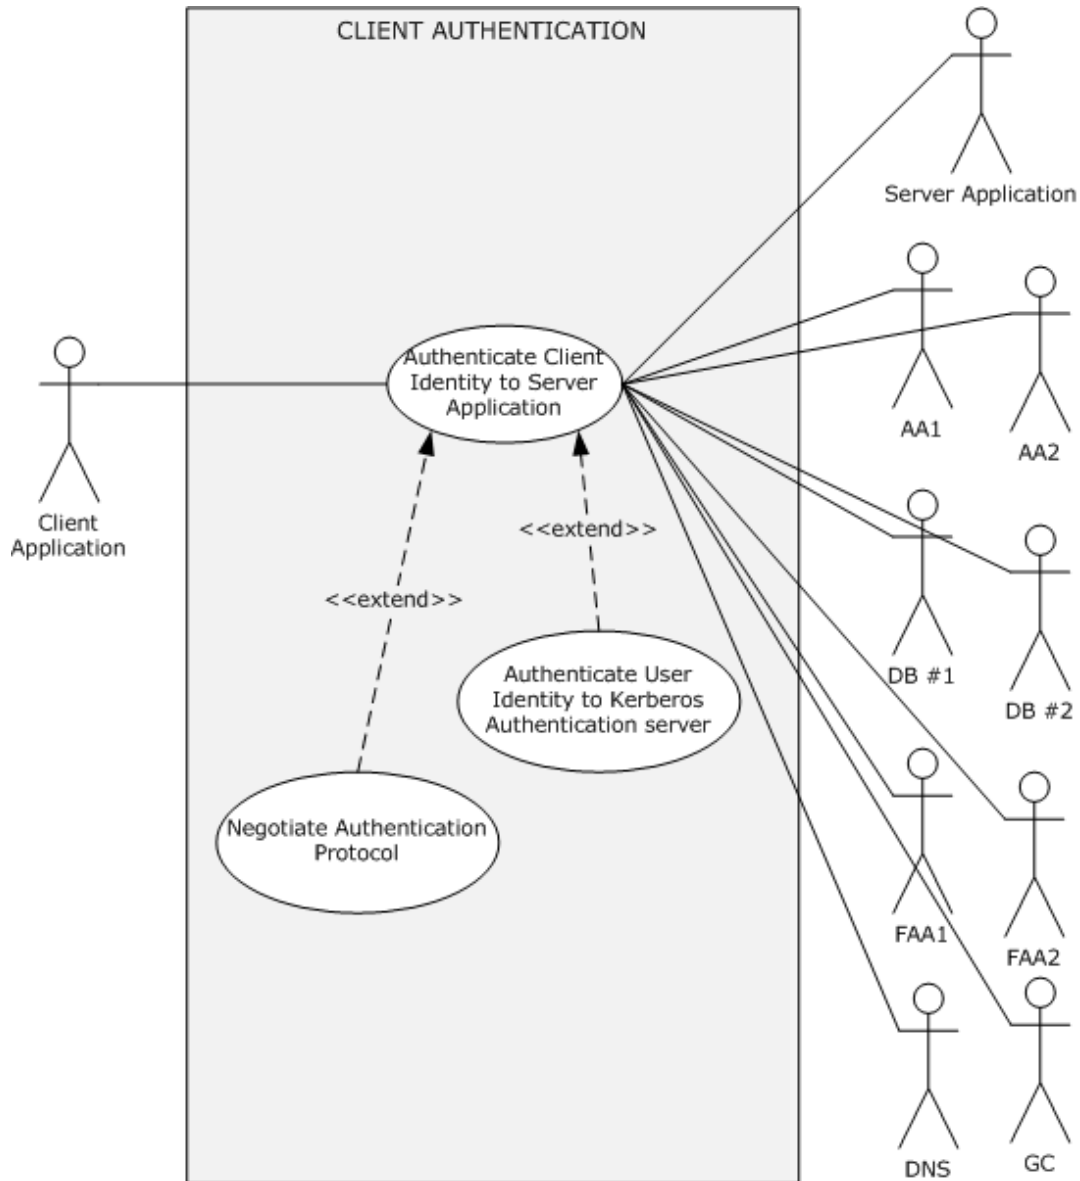 CLIENT AUTHENTICATION
Server Application
Authenticate Client
Identity to Server
Application
AA1
AA2
Client
Application
<<extend>>
<<extend>>
Authenticate User
Identity to Kerberos
Authentication server
DB #1
DB #2
Negotiate Authentication
Protocol
FAA1
FAA2
DNS
GC